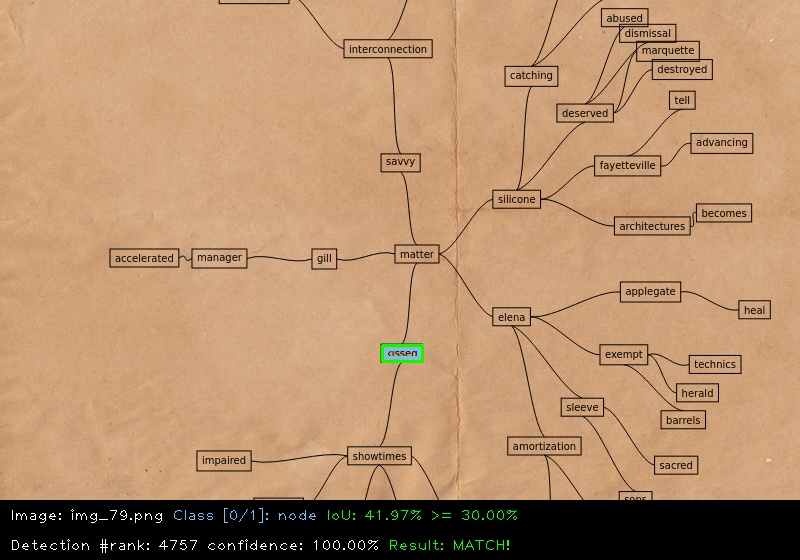 abused
dismissal
interconnection
marquette
destroyed
catching
tell
deserved
advancing
savvy
fayetteville
silicone
becomes
architectures
accelerated
manager
gill
matter
applegate
heal
elena
exempt
technics
herald
sleeve
barrels
amortization
showtimes
impaired
sacred
Image: img_79.png Class [0/1]: node IoU: 41.97% >= 30.00%
Detection #rank: 4757 confidence: 100.00% Result: MATCH!